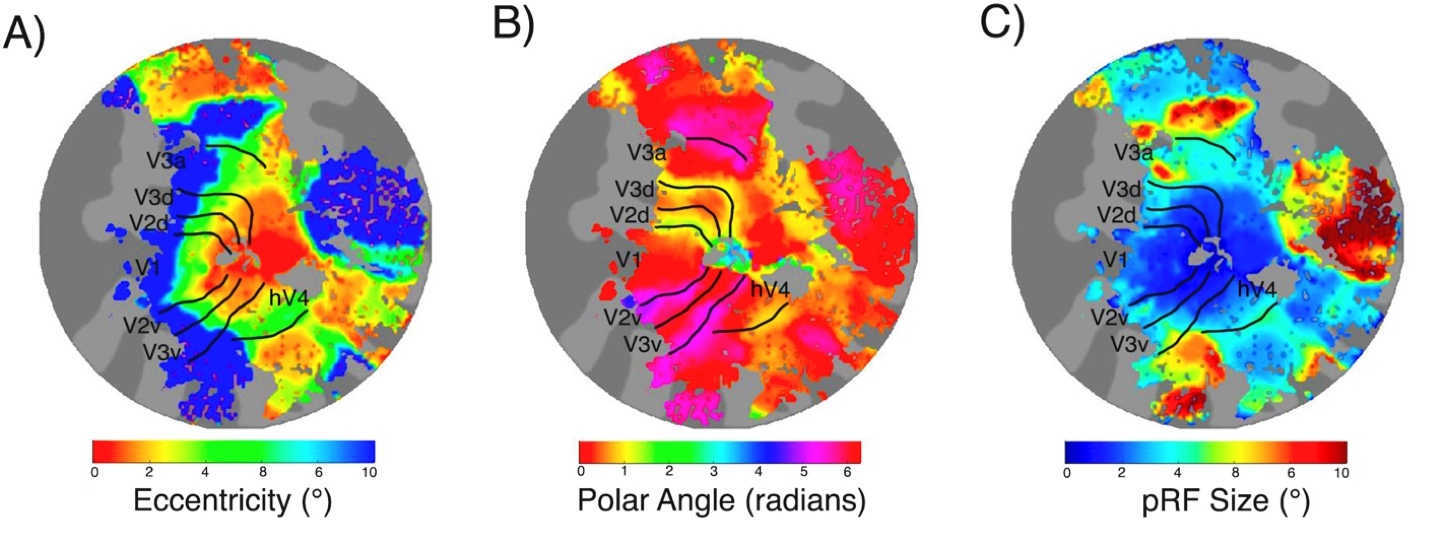 A)
B)
C)
V3a
V3d
V2d
V1
V2v
V3v
hV4
V3a
V3d
V2d
V1
V2v
V3v
hV4
V3a
V3d
V2d
V1
V2v
V3v
hV4
0 2 4 8 6 10
Eccentricity (°)
0 1 2 3 4 5 6
Polar Angle (radians)
0 2 4 8 6 10
pRF Size (°)